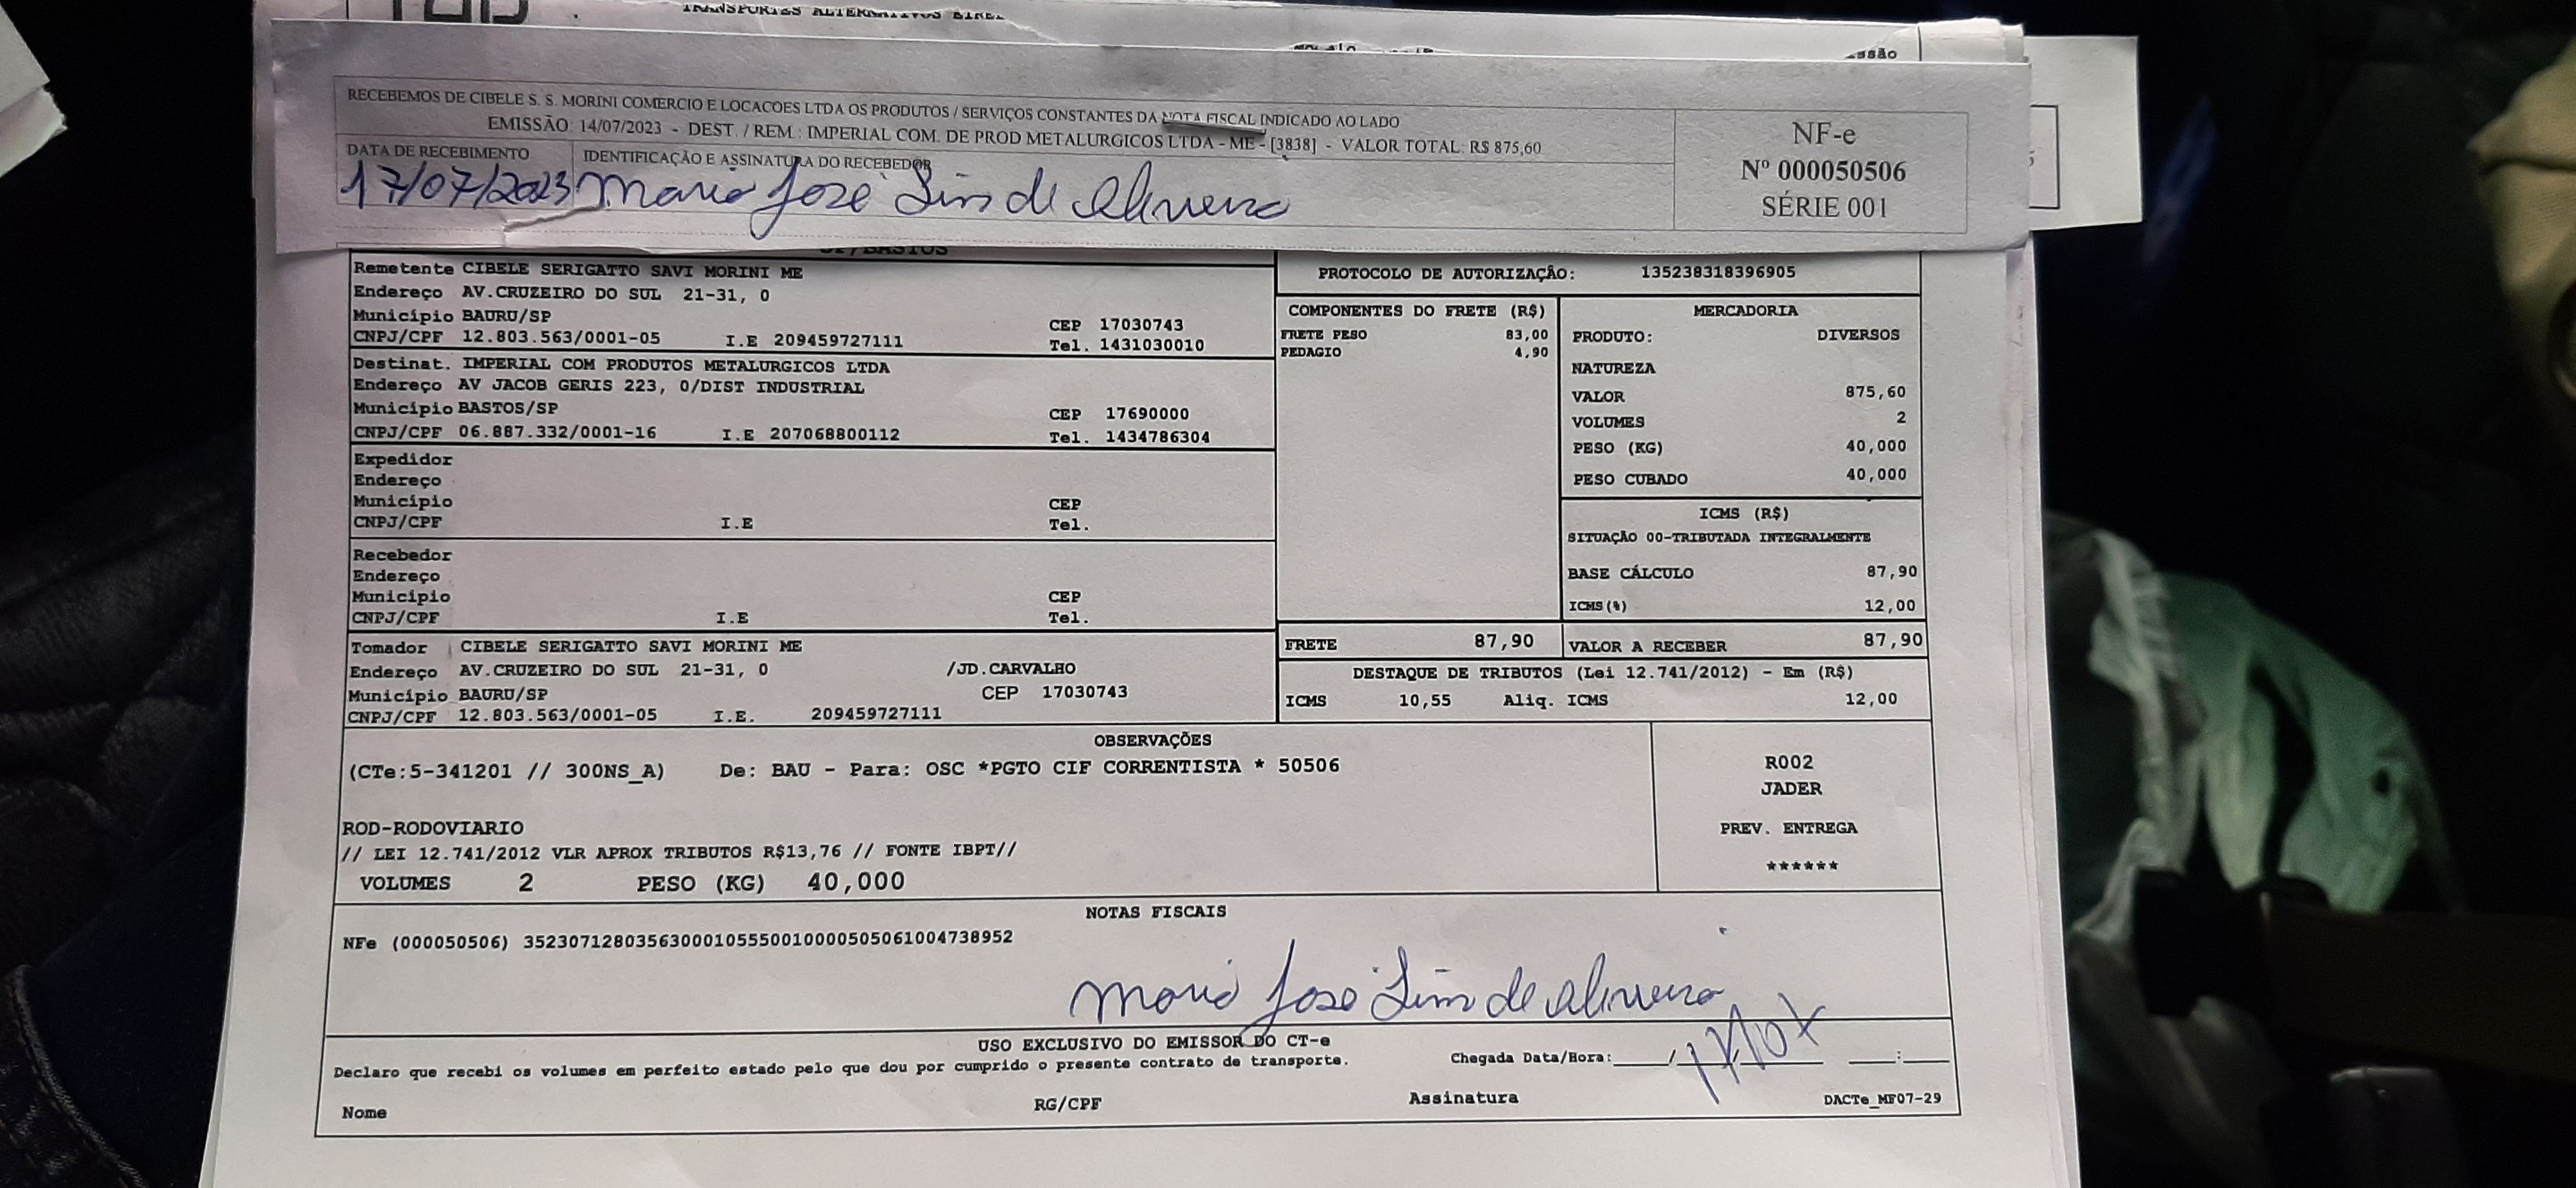 TRANSPORTES ALTERNATIVOS
RECEBEMOS DE CIBELE S. S. MORINI COMERCIO E LOCACOES LTDA OS PRODUTOS / SERVIÇOS CONSTANTES DA NOTA FISCAL INDICADO AO LADO
EMISSÃO: 14/07/2023 - DEST. / REM.: IMPERIAL COM. DE PROD METALURGICOS LTDA - ME - [3838] - VALOR TOTAL: R$ 875,60
DATA DE RECEBIMENTO IDENTIFICAÇÃO E ASSINATURA DO RECEBEDOR
17/07/2023 Maria José Lins de Oliveira
NF-e
Nº 000050506
SÉRIE 001
SP/BASTOS
Remetente CIBELE SERIGATTO SAVI MORINI ME
Endereço AV.CRUZEIRO DO SUL 21-31, 0
Município BAURU/SP CEP 17030743
CNPJ/CPF 12.803.563/0001-05 I.E 209459727111 Tel. 1431030010
Destinat. IMPERIAL COM PRODUTOS METALURGICOS LTDA
Endereço AV JACOB GERIS 223, 0/DIST INDUSTRIAL
Município BASTOS/SP CEP 17690000
CNPJ/CPF 06.887.332/0001-16 I.E 207068800112 Tel. 1434786304
Expedidor
Endereço
Município CEP
CNPJ/CPF I.E Tel.
Recebedor
Endereço
Município CEP
CNPJ/CPF I.E Tel.
Tomador CIBELE SERIGATTO SAVI MORINI ME
Endereço AV.CRUZEIRO DO SUL 21-31, 0 /JD.CARVALHO
Município BAURU/SP CEP 17030743
CNPJ/CPF 12.803.563/0001-05 I.E. 209459727111
PROTOCOLO DE AUTORIZAÇÃO: 135238318396905
COMPONENTES DO FRETE (R$)
FRETE PESO 83,00
PEDAGIO 4,90
MERCADORIA
PRODUTO: DIVERSOS
NATUREZA
VALOR 875,60
VOLUMES 2
PESO (KG) 40,000
PESO CUBADO 40,000
ICMS (R$)
SITUAÇÃO 00-TRIBUTADA INTEGRALMENTE
BASE CÁLCULO 87,90
ICMS(%) 12,00
FRETE 87,90 VALOR A RECEBER 87,90
DESTAQUE DE TRIBUTOS (Lei 12.741/2012) - Em (R$)
ICMS 10,55 Aliq. ICMS 12,00
OBSERVAÇÕES
(CTe:5-341201 // 300NS_A) De: BAU - Para: OSC *PGTO CIF CORRENTISTA * 50506
ROD-RODOVIARIO
// LEI 12.741/2012 VLR APROX TRIBUTOS R$13,76 // FONTE IBPT//
VOLUMES 2 PESO (KG) 40,000
R002
JADER
PREV. ENTREGA
******
NOTAS FISCAIS
NFe (000050506) 35230712803563000105550010000505061004738952
Maria José Lins de Oliveira
USO EXCLUSIVO DO EMISSOR DO CT-e
Declaro que recebi os volumes em perfeito estado pelo que dou por cumprido o presente contrato de transporte.
Chegada Data/Hora:____/____/____ ____:____
17/07
Nome RG/CPF Assinatura DACTe_MF07-29